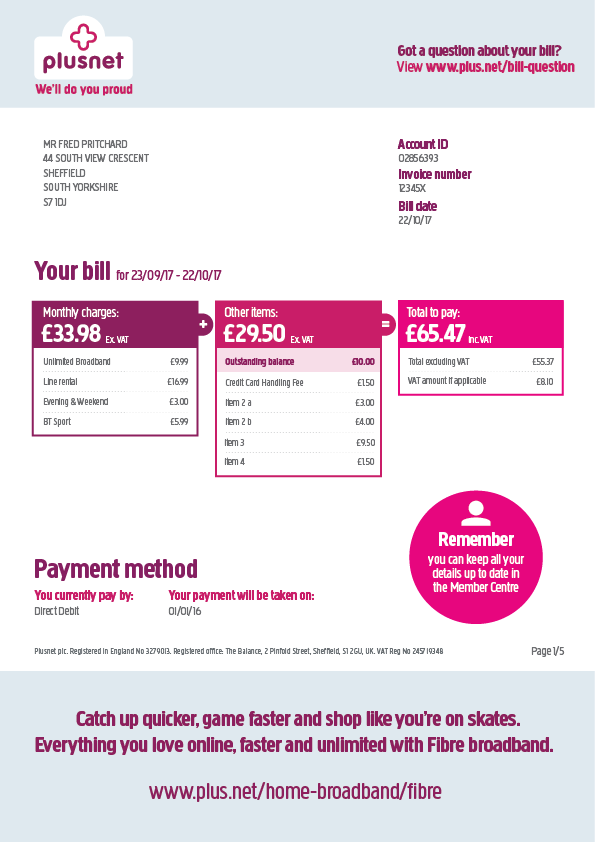 plusnet
We'll do you proud
Got a question about your bill?
View www.plus.net/bill-question
MR FRED PRITCHARD
44 SOUTH VIEW CRESCENT
SHEFFIELD
SOUTH YORKSHIRE
S7 1DJ
Account ID
02856393
Invoice number
12345X
Bill date
22/10/17
Your bill for 23/09/17 - 22/10/17
Monthly charges:
£33.98 Ex. VAT
Unlimited Broadband £9.99
Line rental £16.99
Evening & Weekend £3.00
BT Sport £5.99
+
Other items:
£29.50 Ex. VAT
Outstanding balance £10.00
Credit Card Handling Fee £1.50
Item 2 a £3.00
Item 2 b £4.00
Item 3 £9.50
Item 4 £1.50
=
Total to pay:
£65.47 Inc. VAT
Total excluding VAT £55.37
VAT amount if applicable £8.10
Remember
you can keep all your
details up to date in
the Member Centre
Payment method
You currently pay by:
Direct Debit
Your payment will be taken on:
01/01/16
Plusnet plc. Registered in England No 3279013. Registered office: The Balance, 2 Pinfold Street, Sheffield, S1 2GU, UK. VAT Reg No 245719348
Page 1/5
Catch up quicker, game faster and shop like you're on skates.
Everything you love online, faster and unlimited with Fibre broadband.
www.plus.net/home-broadband/fibre